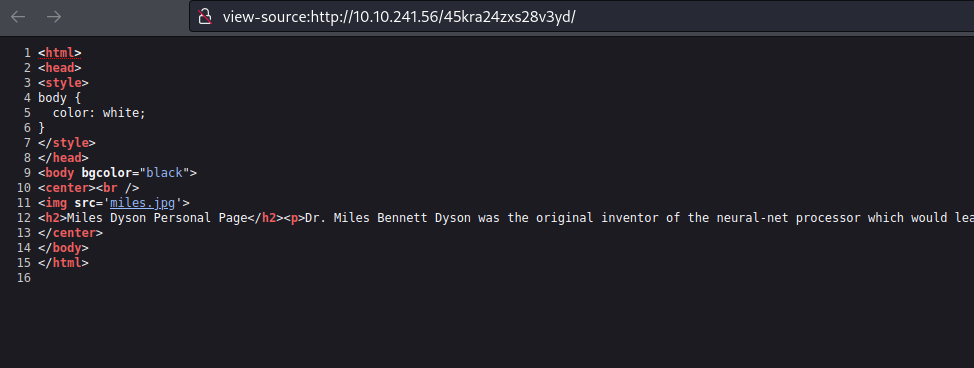 view-source:http://10.10.241.56/45kra24zxs28v3yd/
1 <html>
2 <head>
3 <style>
4 body {
5   color: white;
6 }
7 </style>
8 </head>
9 <body bgcolor="black">
10 <center><br />
11 <img src='miles.jpg'>
12 <h2>Miles Dyson Personal Page</h2><p>Dr. Miles Bennett Dyson was the original inventor of the neural-net processor which would lea
13 </center>
14 </body>
15 </html>
16